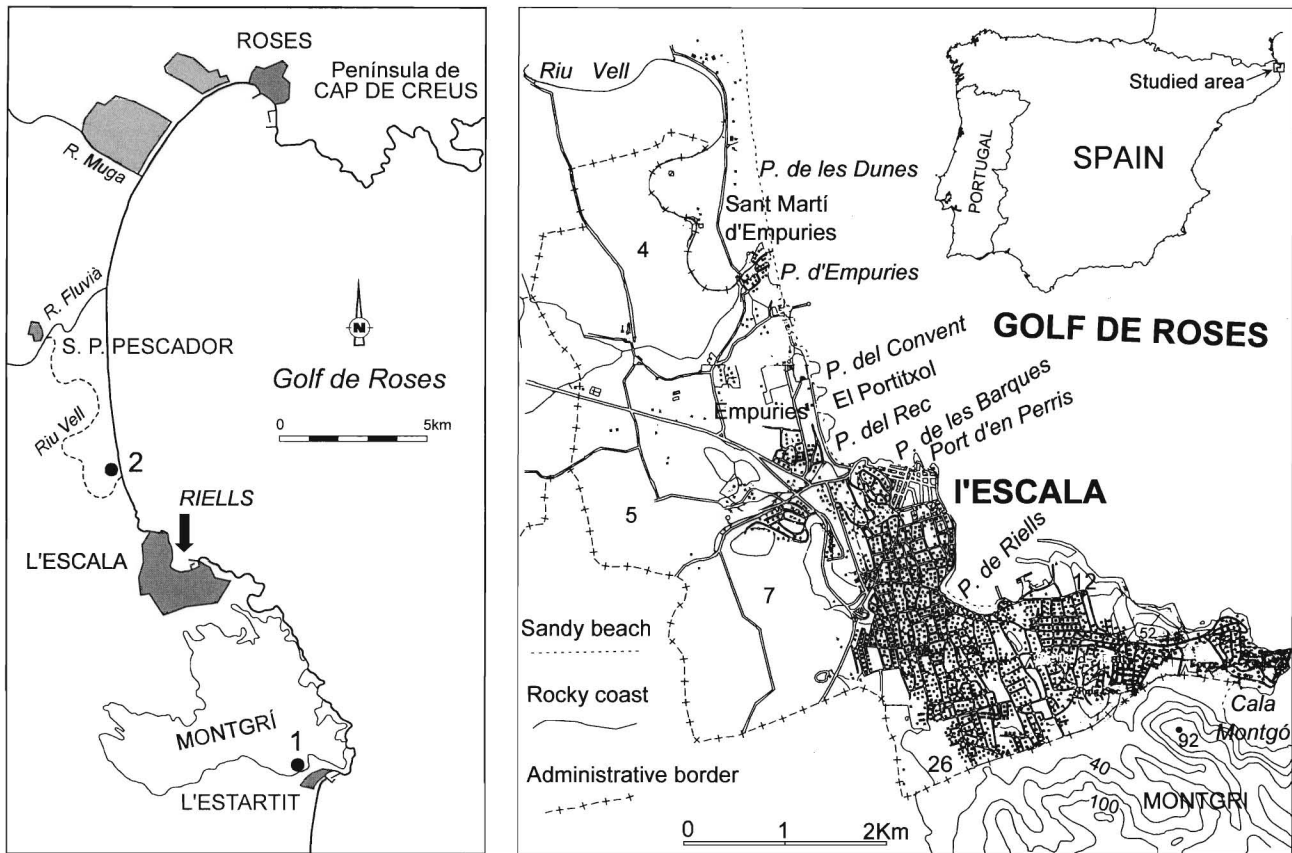 ROSES
Península de
CAP DE CREUS
R. Muga
R. Fluvià
S. P. PESCADOR
N
Golf de Roses
0 5km
Riu Vell
2
RIELLS
L'ESCALA
MONTGRÍ
1
L'ESTARTIT
Riu Vell
Studied area
SPAIN
PORTUGAL
P. de les Dunes
Sant Martí
d'Empuries
4
P. d'Empuries
GOLF DE ROSES
P. del Convent
El Portitxol
Empuries
P. del Rec
P. de les Barques
Port d'en Perris
l'ESCALA
5
P. de Riells
7
12
52
Sandy beach
Rocky coast
Administrative border
Cala
Montgó
92
26
40
100
MONTGRI
0 1 2Km